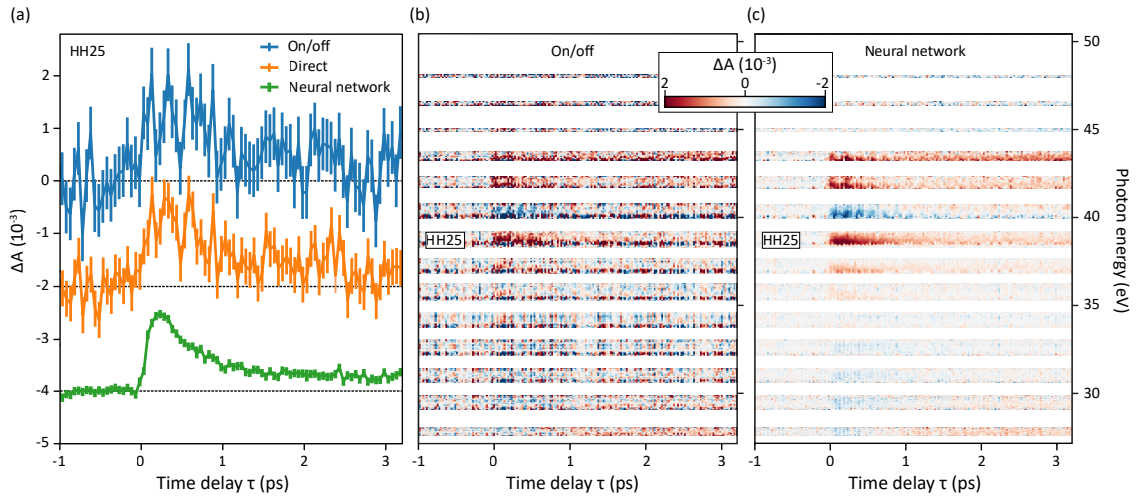 (a)
HH25
On/off
Direct
Neural network
ΔA (10⁻³)
2
1
0
-1
-2
-3
-4
-5
-1
0
1
2
3
Time delay τ (ps)
(b)
On/off
HH25
-1
0
1
2
3
Time delay τ (ps)
ΔA (10⁻³)
2
0
-2
(c)
Neural network
HH25
-1
0
1
2
3
Time delay τ (ps)
50
45
40
35
30
Photon energy (eV)